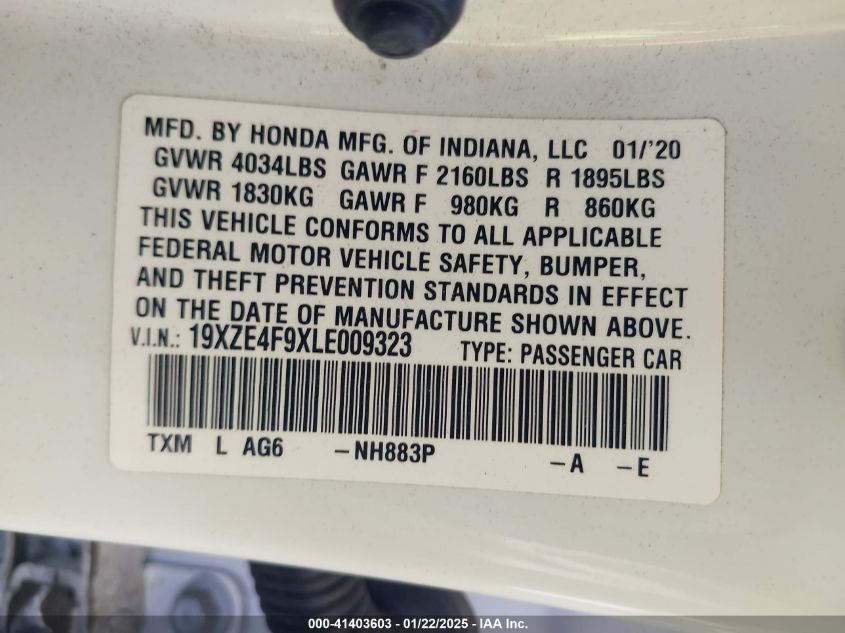 MFD. BY HONDA MFG. OF INDIANA, LLC 01/'20
GVWR 4034LBS GAWR F 2160LBS R 1895LBS
GVWR 1830KG GAWR F 980KG R 860KG
THIS VEHICLE CONFORMS TO ALL APPLICABLE
FEDERAL MOTOR VEHICLE SAFETY, BUMPER,
AND THEFT PREVENTION STANDARDS IN EFFECT
ON THE DATE OF MANUFACTURE SHOWN ABOVE.
V.I.N.: 19XZE4F9XLE009323 TYPE: PASSENGER CAR
TXM L AG6 -NH883P -A -E
000-41403603 - 01/22/2025 - IAA Inc.